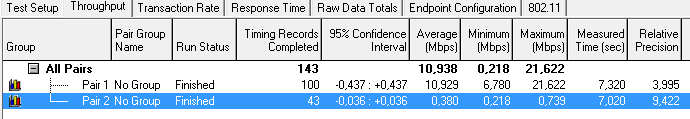 Test Setup Throughput Transaction Rate Response Time Raw Data Totals Endpoint Configuration 802.11
Group Pair Group Name Run Status Timing Records Completed 95% Confidence Interval Average (Mbps) Minimum (Mbps) Maximum (Mbps) Measured Time (sec) Relative Precision
All Pairs 143 10,938 0,218 21,622
Pair 1 No Group Finished 100 -0,437 : +0,437 10,929 6,780 21,622 7,320 3,995
Pair 2 No Group Finished 43 -0,036 : +0,036 0,380 0,218 0,739 7,020 9,422